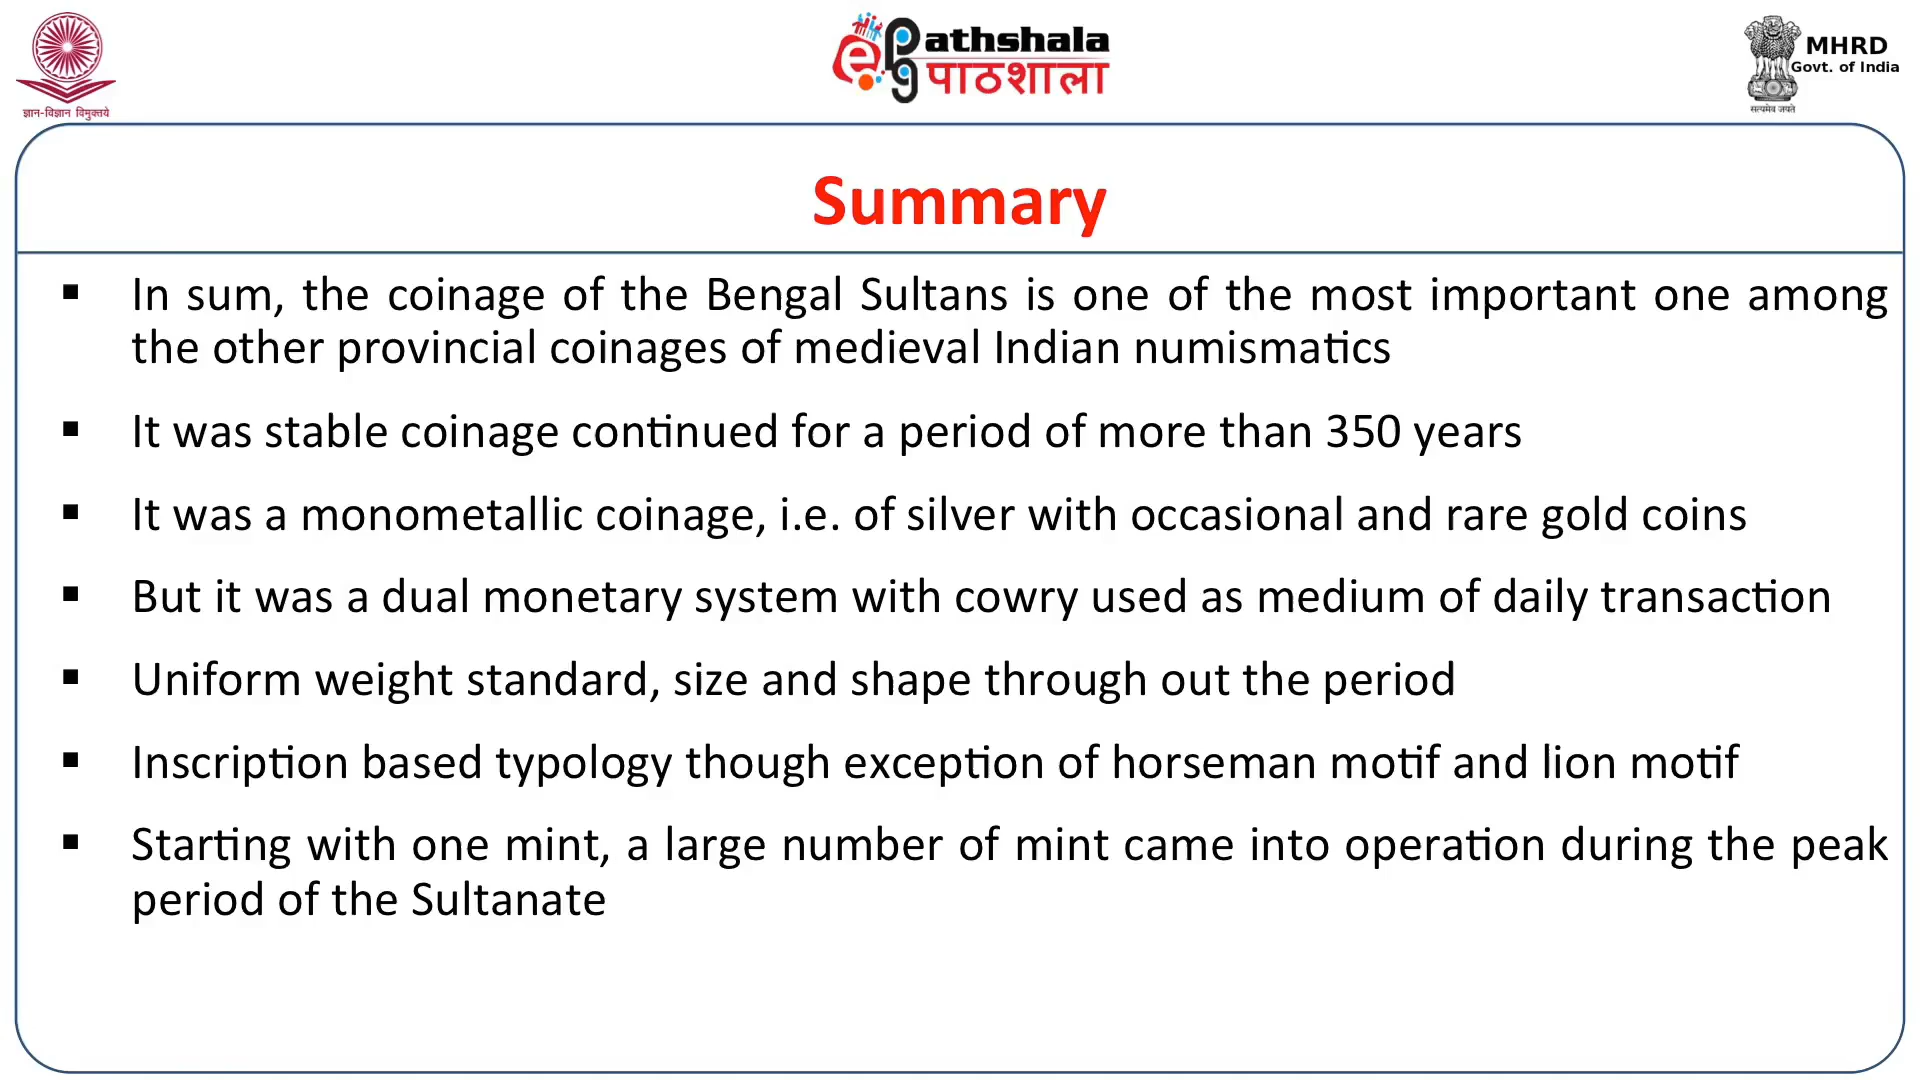 ज्ञान-विज्ञान विमुक्तये
ePathshala
पाठशाला
MHRD
Govt. of India
सत्यमेव जयते
Summary
▪ In sum, the coinage of the Bengal Sultans is one of the most important one among
the other provincial coinages of medieval Indian numismatics
▪ It was stable coinage continued for a period of more than 350 years
▪ It was a monometallic coinage, i.e. of silver with occasional and rare gold coins
▪ But it was a dual monetary system with cowry used as medium of daily transaction
▪ Uniform weight standard, size and shape through out the period
▪ Inscription based typology though exception of horseman motif and lion motif
▪ Starting with one mint, a large number of mint came into operation during the peak
period of the Sultanate